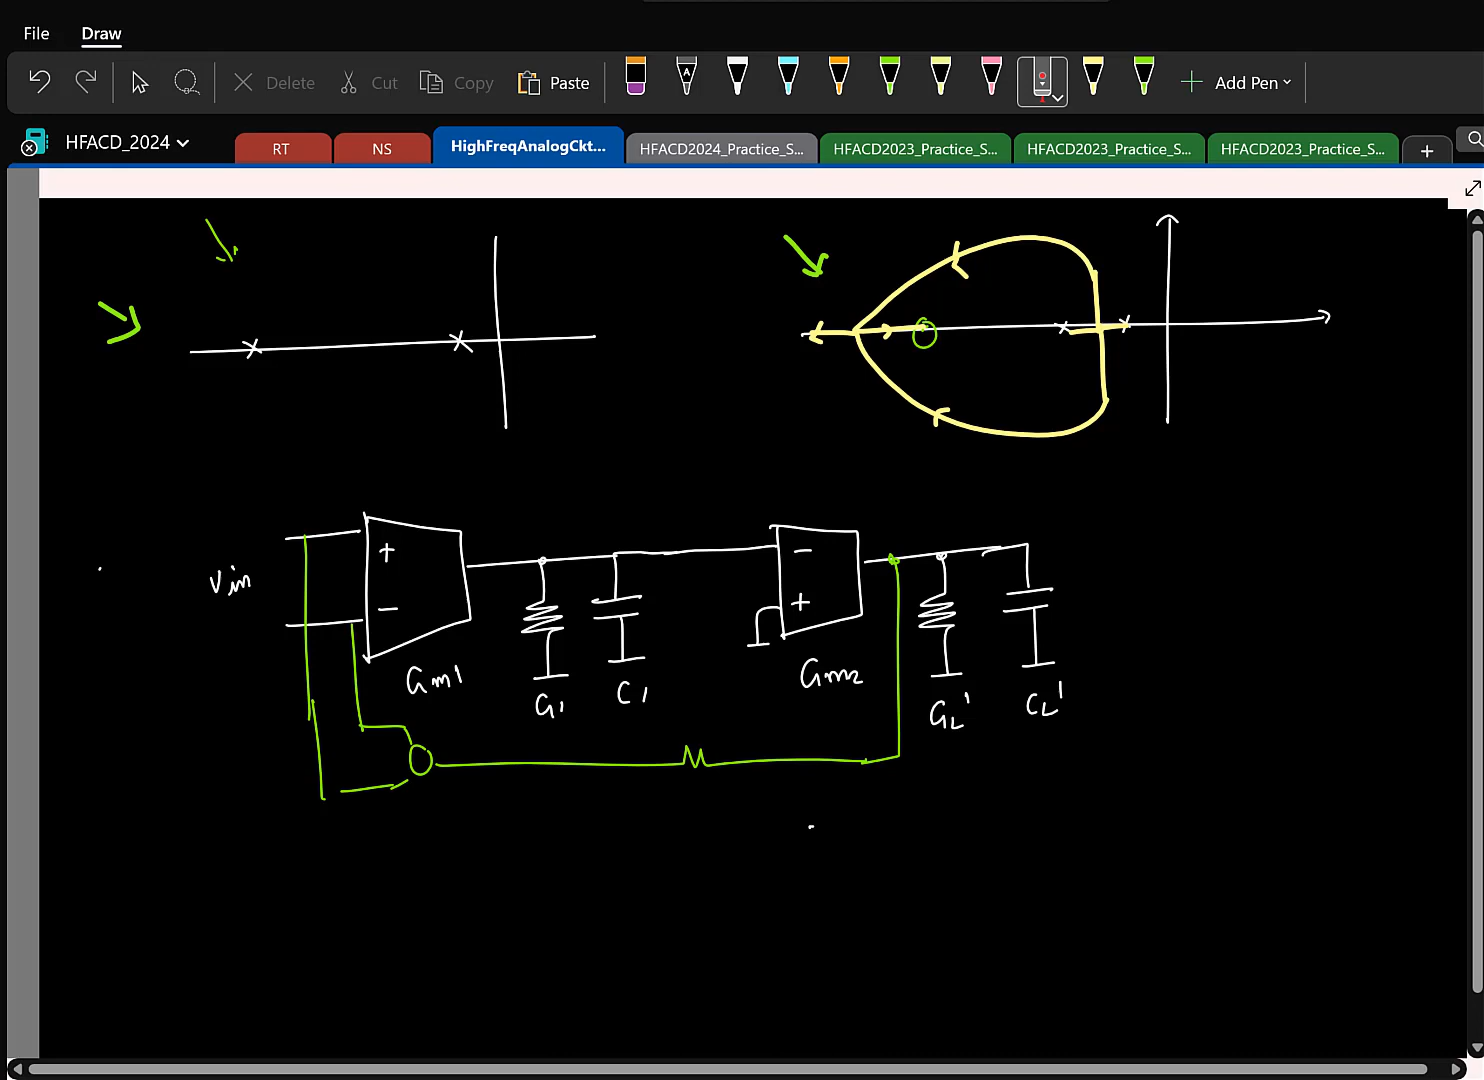 File Draw
Delete Cut Copy Paste A Add Pen
HFACD_2024 RT NS HighFreqAnalogCkt... HFACD2024_Practice_S... HFACD2023_Practice_S... HFACD2023_Practice_S... HFACD2023_Practice_S... +
+ −
Vin
− +
Gm1 Gm2
G1 C1 GL' CL'